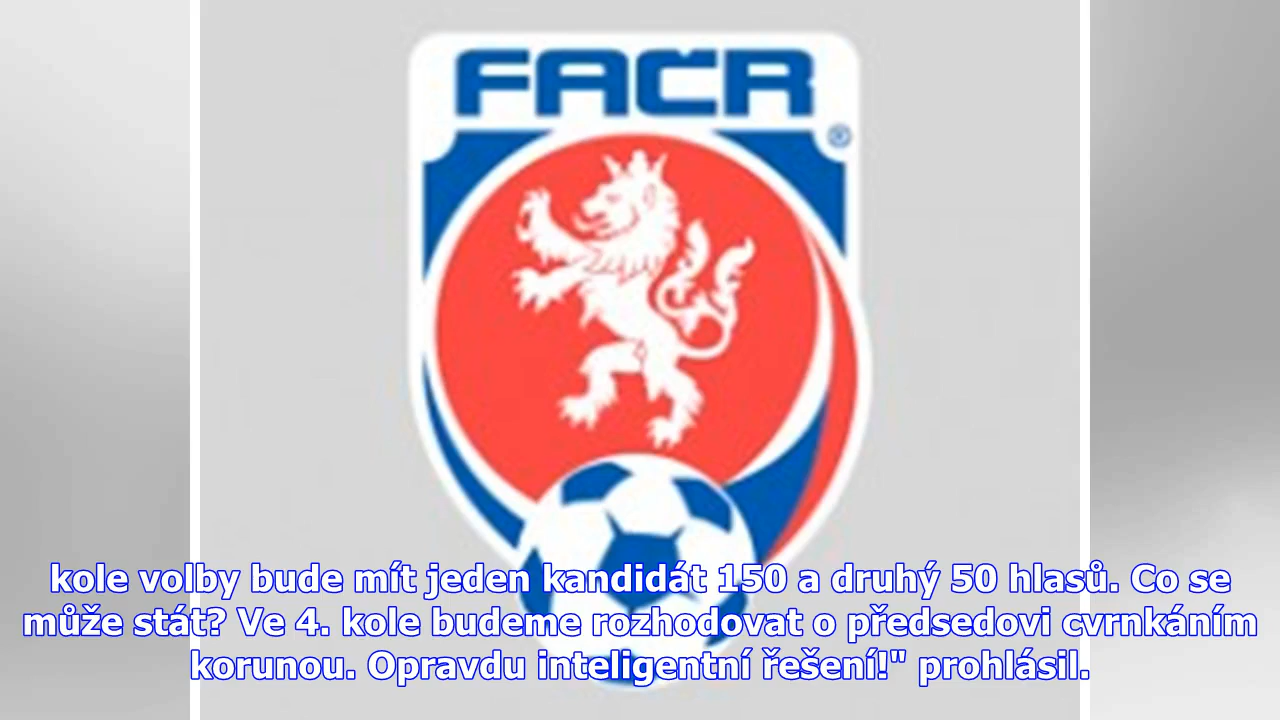 FAČR
®
kole volby bude mít jeden kandidát 150 a druhý 50 hlasů. Co se
může stát? Ve 4. kole budeme rozhodovat o předsedovi cvrnkáním
korunou. Opravdu inteligentní řešení!" prohlásil.